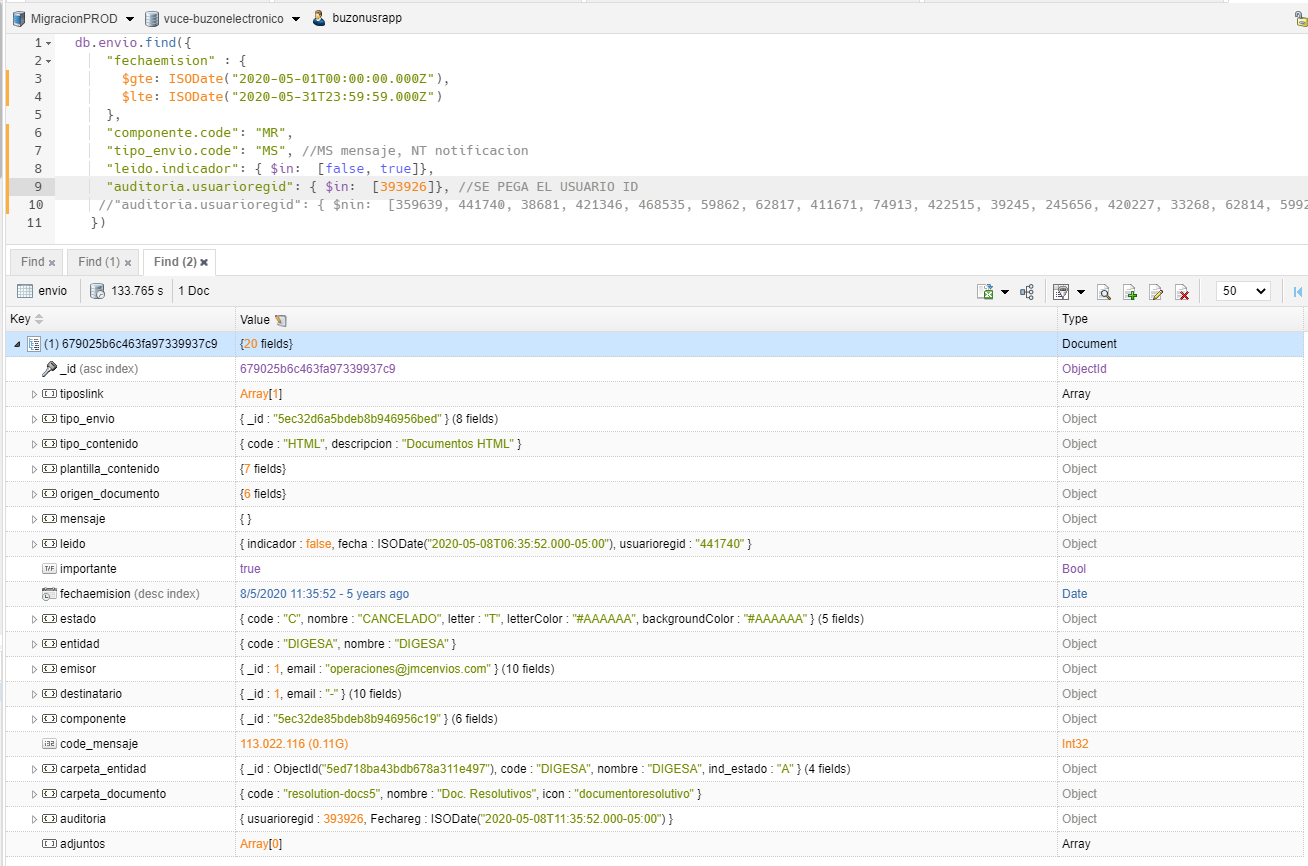 MigracionPROD vuce-buzonelectronico buzonusrapp
1 db.envio.find({
2 "fechaemision" : {
3 $gte: ISODate("2020-05-01T00:00:00.000Z"),
4 $lte: ISODate("2020-05-31T23:59:59.000Z")
5 },
6 "componente.code": "MR",
7 "tipo_envio.code": "MS", //MS mensaje, NT notificacion
8 "leido.indicador": { $in: [false, true]},
9 "auditoria.usuarioregid": { $in: [393926]}, //SE PEGA EL USUARIO ID
10 //"auditoria.usuarioregid": { $nin: [359639, 441740, 38681, 421346, 468535, 59862, 62817, 411671, 74913, 422515, 39245, 245656, 420227, 33268, 62814, 5992
11 })
Find Find (1) Find (2)
envio 133.765 s 1 Doc 50
Key Value Type
(1) 679025b6c463fa97339937c9 {20 fields} Document
_id (asc index) 679025b6c463fa97339937c9 ObjectId
tiposlink Array[1] Array
tipo_envio { _id : "5ec32d6a5bdeb8b946956bed" } (8 fields) Object
tipo_contenido { code : "HTML", descripcion : "Documentos HTML" } Object
plantilla_contenido {7 fields} Object
origen_documento {6 fields} Object
mensaje { } Object
leido { indicador : false, fecha : ISODate("2020-05-08T06:35:52.000-05:00"), usuarioregid : "441740" } Object
T/F importante true Bool
fechaemision (desc index) 8/5/2020 11:35:52 - 5 years ago Date
estado { code : "C", nombre : "CANCELADO", letter : "T", letterColor : "#AAAAAA", backgroundColor : "#AAAAAA" } (5 fields) Object
entidad { code : "DIGESA", nombre : "DIGESA" } Object
emisor { _id : 1, email : "operaciones@jmcenvios.com" } (10 fields) Object
destinatario { _id : 1, email : "-" } (10 fields) Object
componente { _id : "5ec32de85bdeb8b946956c19" } (6 fields) Object
i32 code_mensaje 113.022.116 (0.11G) Int32
carpeta_entidad { _id : ObjectId("5ed718ba43bdb678a311e497"), code : "DIGESA", nombre : "DIGESA", ind_estado : "A" } (4 fields) Object
carpeta_documento { code : "resolution-docs5", nombre : "Doc. Resolutivos", icon : "documentoresolutivo" } Object
auditoria { usuarioregid : 393926, Fechareg : ISODate("2020-05-08T11:35:52.000-05:00") } Object
adjuntos Array[0] Array